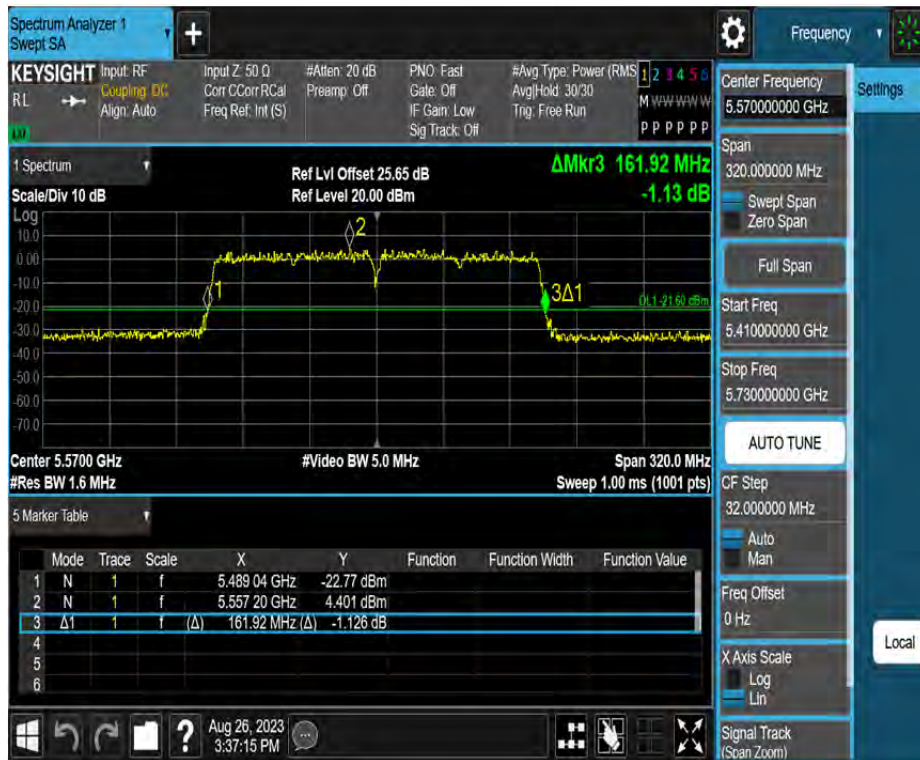 Spectrum Analyzer 1
Swept SA
+
Frequency
KEYSIGHT
RL
Input: RF
Coupling: DC
Align: Auto
Input Z: 50 Ω
Corr CCorr RCal
Freq Ref: Int (S)
#Atten: 20 dB
Preamp: Off
PNO: Fast
Gate: Off
IF Gain: Low
Sig Track: Off
#Avg Type: Power (RMS
Avg|Hold: 30/30
Trig: Free Run
1 2 3 4 5 6
M W W W W W
P P P P P P
1 Spectrum
Scale/Div 10 dB
Ref Lvl Offset 25.65 dB
Ref Level 20.00 dBm
ΔMkr3 161.92 MHz
-1.13 dB
Log
10.0
0.00
-10.0
-20.0
-30.0
-40.0
-50.0
-60.0
-70.0
1
2
3Δ1
DL1 -21.60 dBm
Center 5.5700 GHz
#Res BW 1.6 MHz
#Video BW 5.0 MHz
Span 320.0 MHz
Sweep 1.00 ms (1001 pts)
5 Marker Table
Mode Trace Scale X Y Function Function Width Function Value
1 N 1 f 5.489 04 GHz -22.77 dBm
2 N 1 f 5.557 20 GHz 4.401 dBm
3 Δ1 1 f (Δ) 161.92 MHz (Δ) -1.126 dB
4
5
6
?
Aug 26, 2023
3:37:15 PM
Center Frequency
5.570000000 GHz
Settings
Span
320.000000 MHz
Swept Span
Zero Span
Full Span
Start Freq
5.410000000 GHz
Stop Freq
5.730000000 GHz
AUTO TUNE
CF Step
32.000000 MHz
Auto
Man
Freq Offset
0 Hz
Local
X Axis Scale
Log
Lin
Signal Track
(Span Zoom)